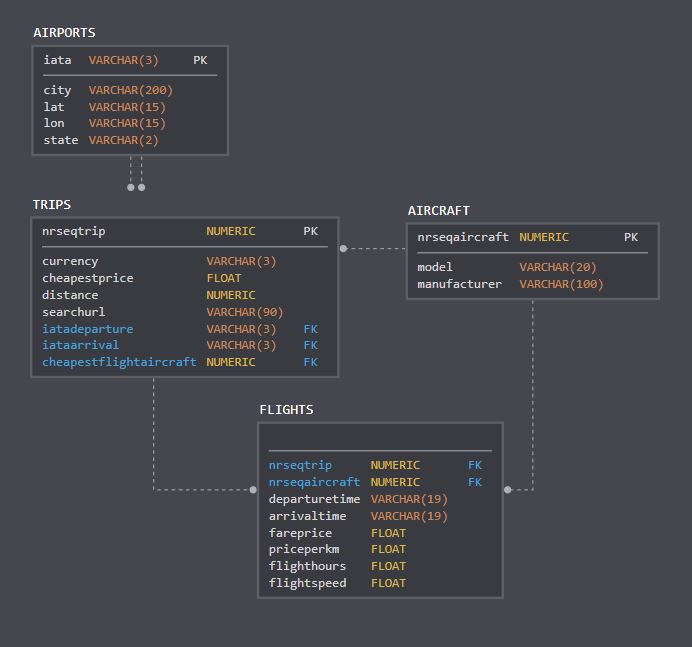 AIRPORTS
iata VARCHAR(3) PK
city VARCHAR(200)
lat VARCHAR(15)
lon VARCHAR(15)
state VARCHAR(2)
TRIPS
nrseqtrip NUMERIC PK
currency VARCHAR(3)
cheapestprice FLOAT
distance NUMERIC
searchurl VARCHAR(90)
iatadeparture VARCHAR(3) FK
iataarrival VARCHAR(3) FK
cheapestflightaircraft NUMERIC FK
AIRCRAFT
nrseqaircraft NUMERIC PK
model VARCHAR(20)
manufacturer VARCHAR(100)
FLIGHTS
nrseqtrip NUMERIC FK
nrseqaircraft NUMERIC FK
departuretime VARCHAR(19)
arrivaltime VARCHAR(19)
fareprice FLOAT
priceperkm FLOAT
flighthours FLOAT
flightspeed FLOAT